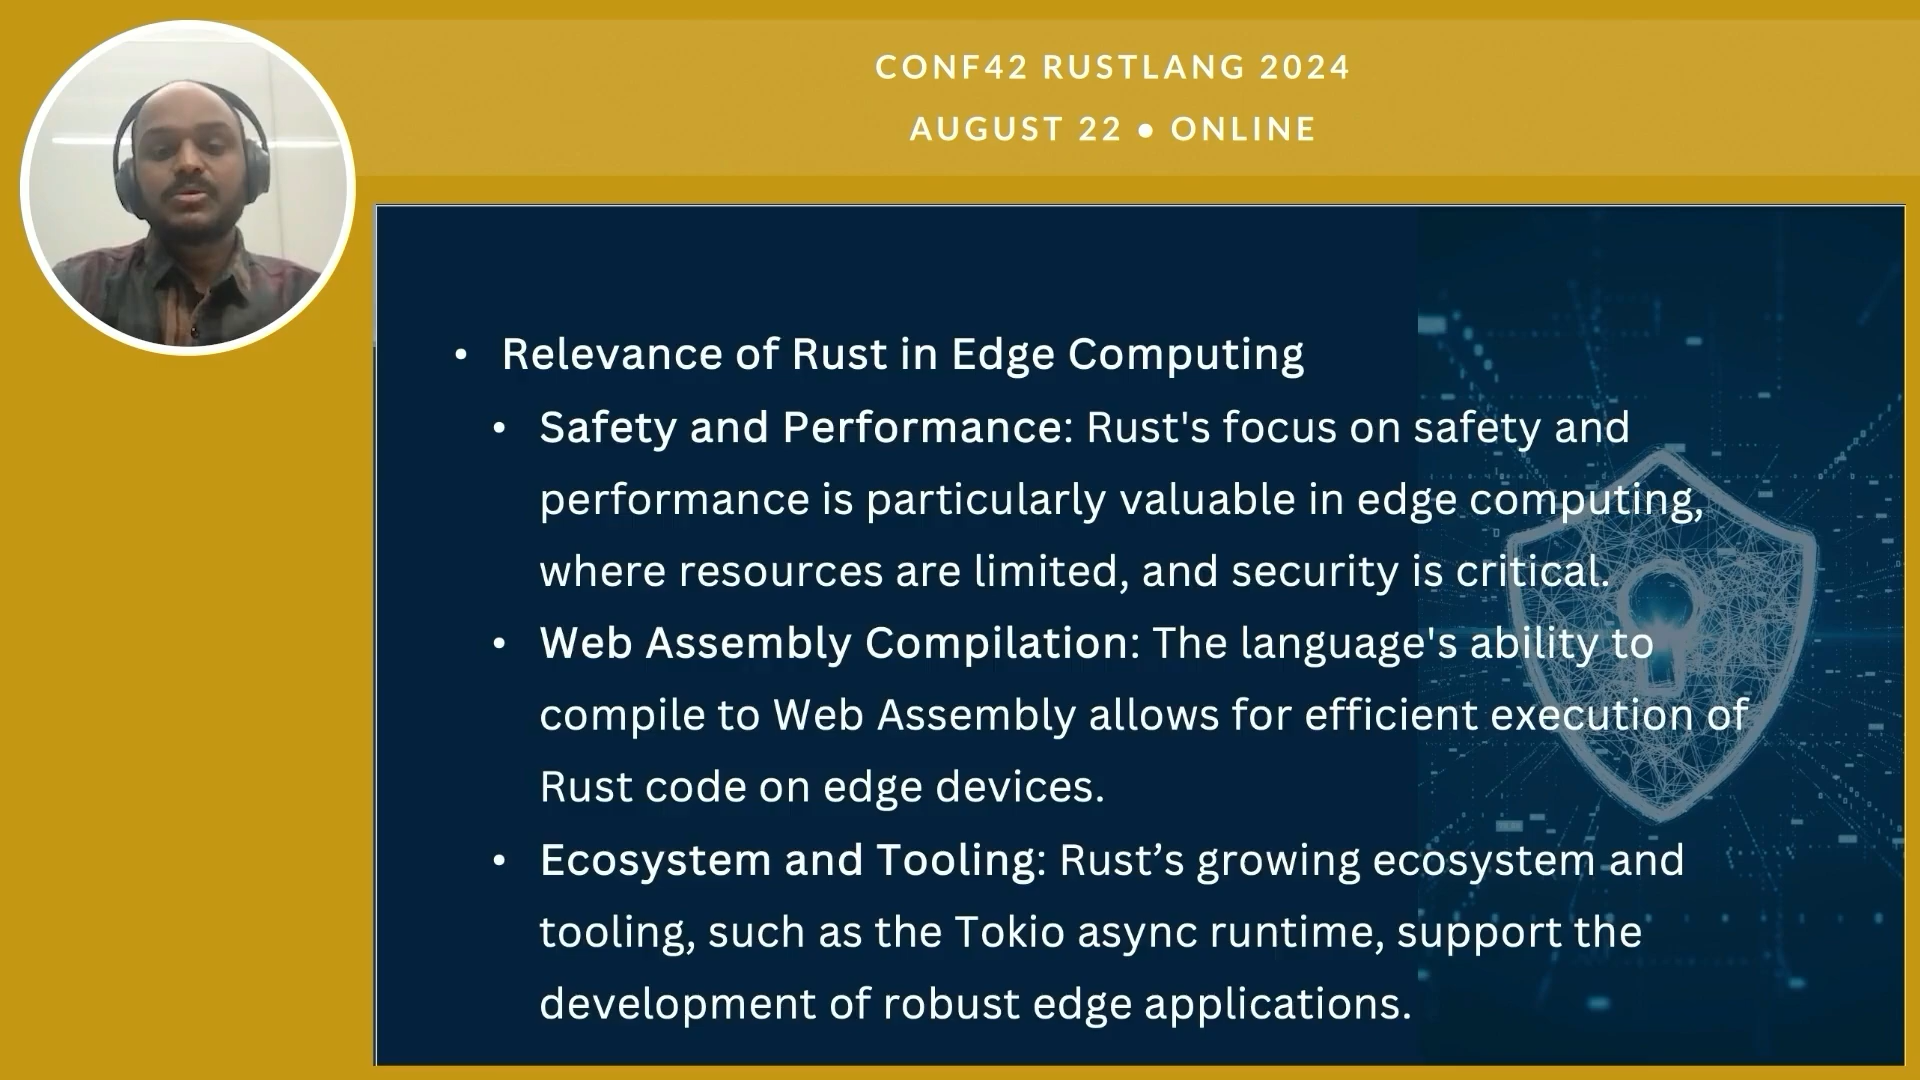 CONF42 RUSTLANG 2024
AUGUST 22 • ONLINE
• Relevance of Rust in Edge Computing
• Safety and Performance: Rust's focus on safety and
performance is particularly valuable in edge computing,
where resources are limited, and security is critical.
• Web Assembly Compilation: The language's ability to
compile to Web Assembly allows for efficient execution of
Rust code on edge devices.
• Ecosystem and Tooling: Rust’s growing ecosystem and
tooling, such as the Tokio async runtime, support the
development of robust edge applications.